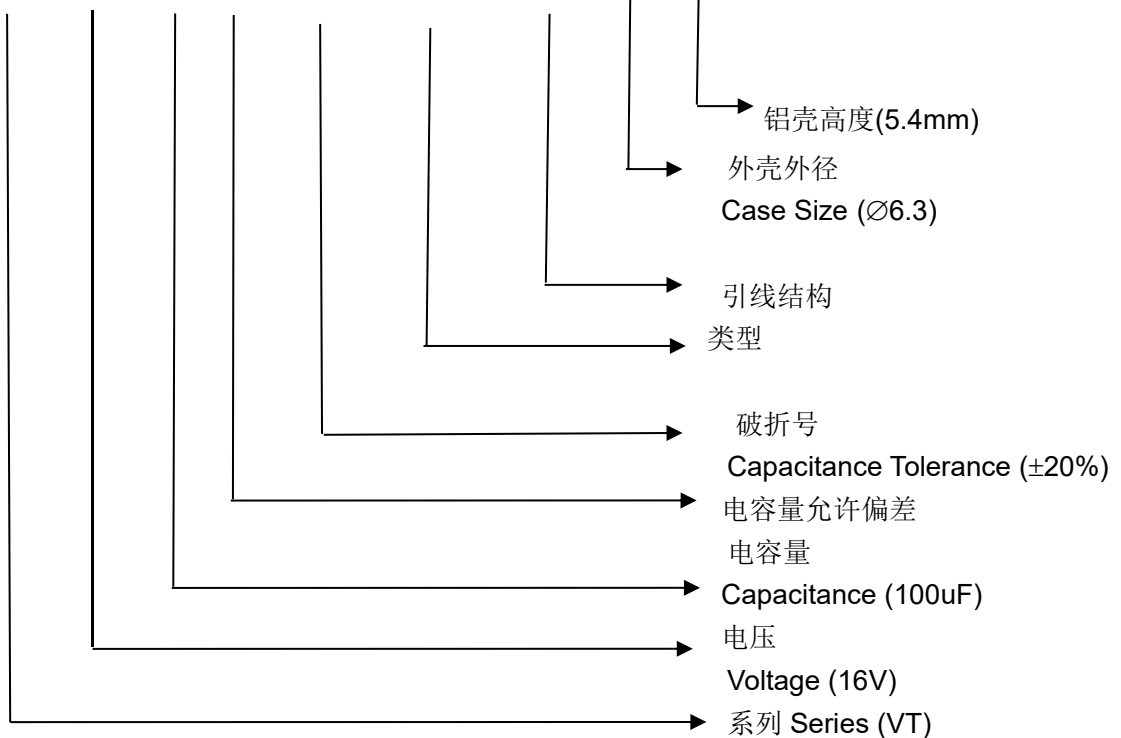 铝壳高度(5.4mm)
外壳外径
Case Size (∅6.3)
引线结构
类型
破折号
Capacitance Tolerance (±20%)
电容量允许偏差
电容量
Capacitance (100uF)
电压
Voltage (16V)
系列 Series (VT)